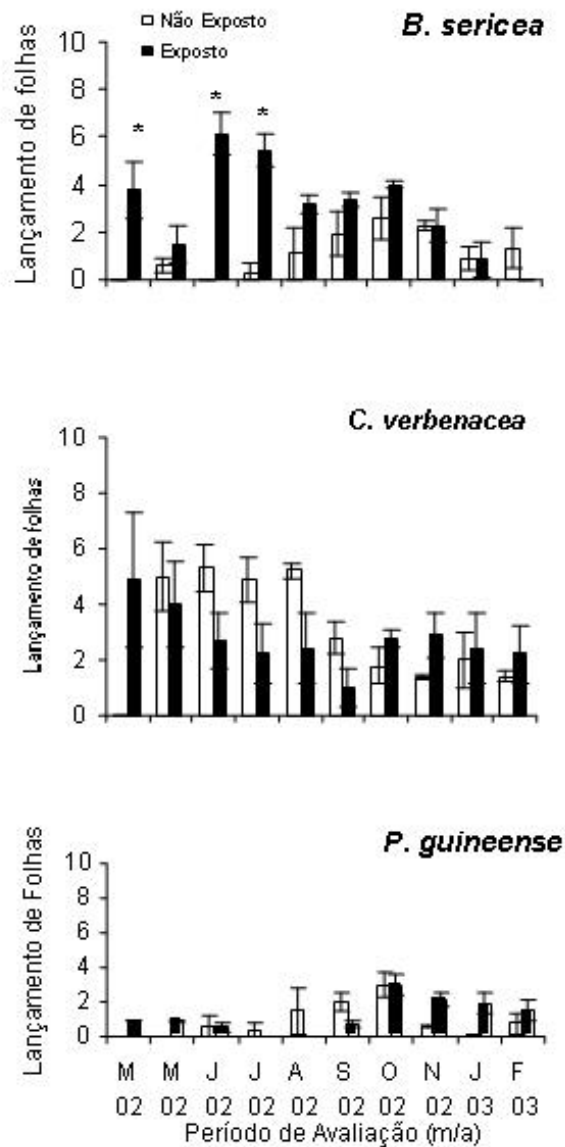 Não Exposto
Exposto
B. sericea
Lançamento de folhas
10
8
6
4
2
0
*
*
*
C. verbenacea
Lançamento de folhas
10
8
6
4
2
0
P. guineense
Lançamento de Folhas
10
8
6
4
2
0
M M J J A S O N J F
02 02 02 02 02 02 02 02 03 03
Período de Avaliação (m/a)